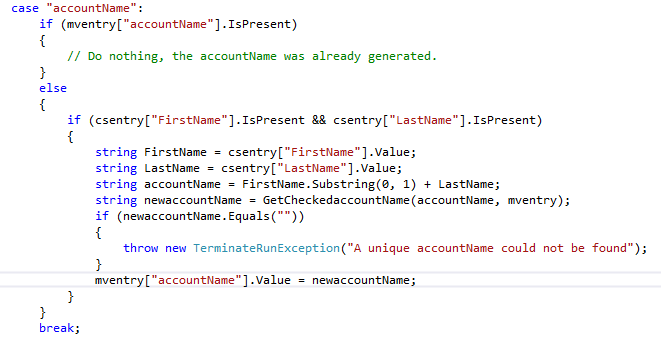 case "accountName":
    if (mventry["accountName"].IsPresent)
    {
        // Do nothing, the accountName was already generated.
    }
    else
    {
        if (csentry["FirstName"].IsPresent && csentry["LastName"].IsPresent)
        {
            string FirstName = csentry["FirstName"].Value;
            string LastName = csentry["LastName"].Value;
            string accountName = FirstName.Substring(0, 1) + LastName;
            string newaccountName = GetCheckedaccountName(accountName, mventry);
            if (newaccountName.Equals(""))
            {
                throw new TerminateRunException("A unique accountName could not be found");
            }
            mventry["accountName"].Value = newaccountName;
        }
    }
    break;